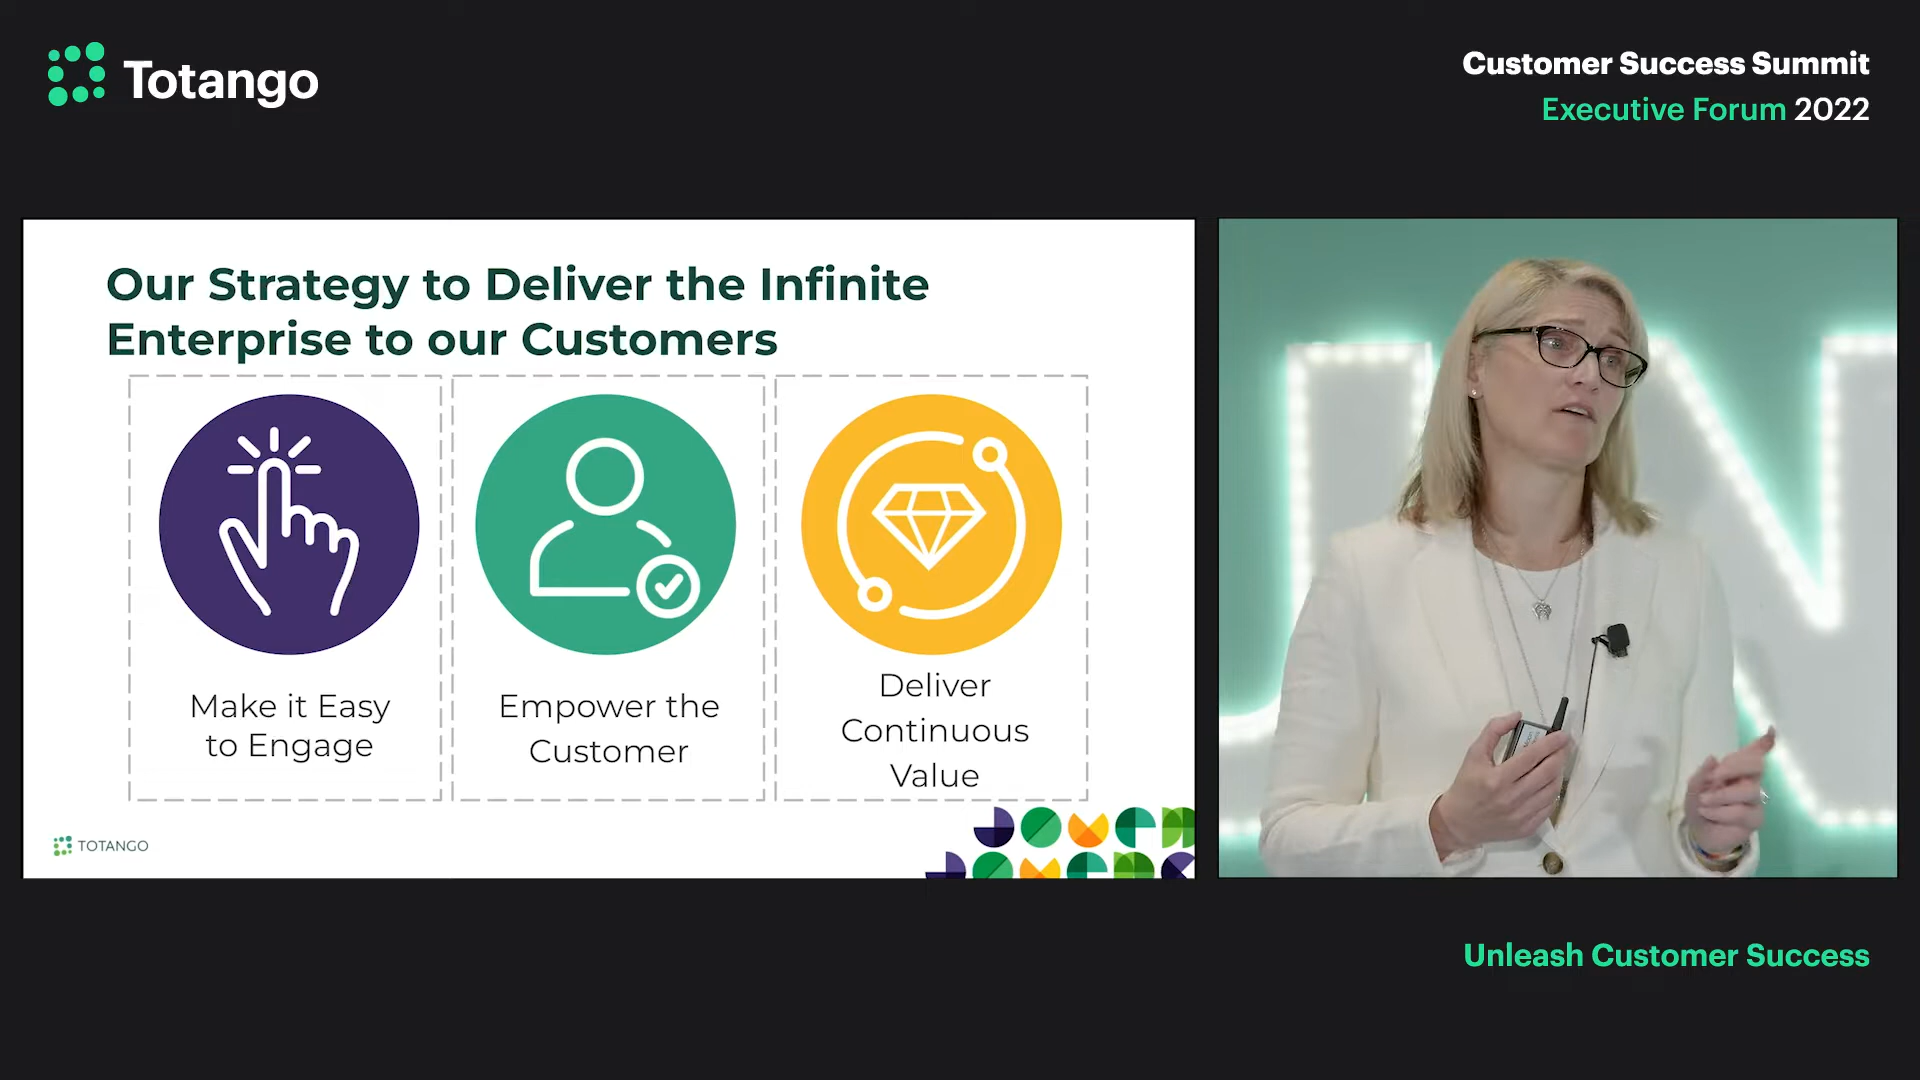 Totango
Customer Success Summit
Executive Forum 2022
Our Strategy to Deliver the Infinite
Enterprise to our Customers
Make it Easy
to Engage
Empower the
Customer
Deliver
Continuous
Value
TOTANGO
Unleash Customer Success